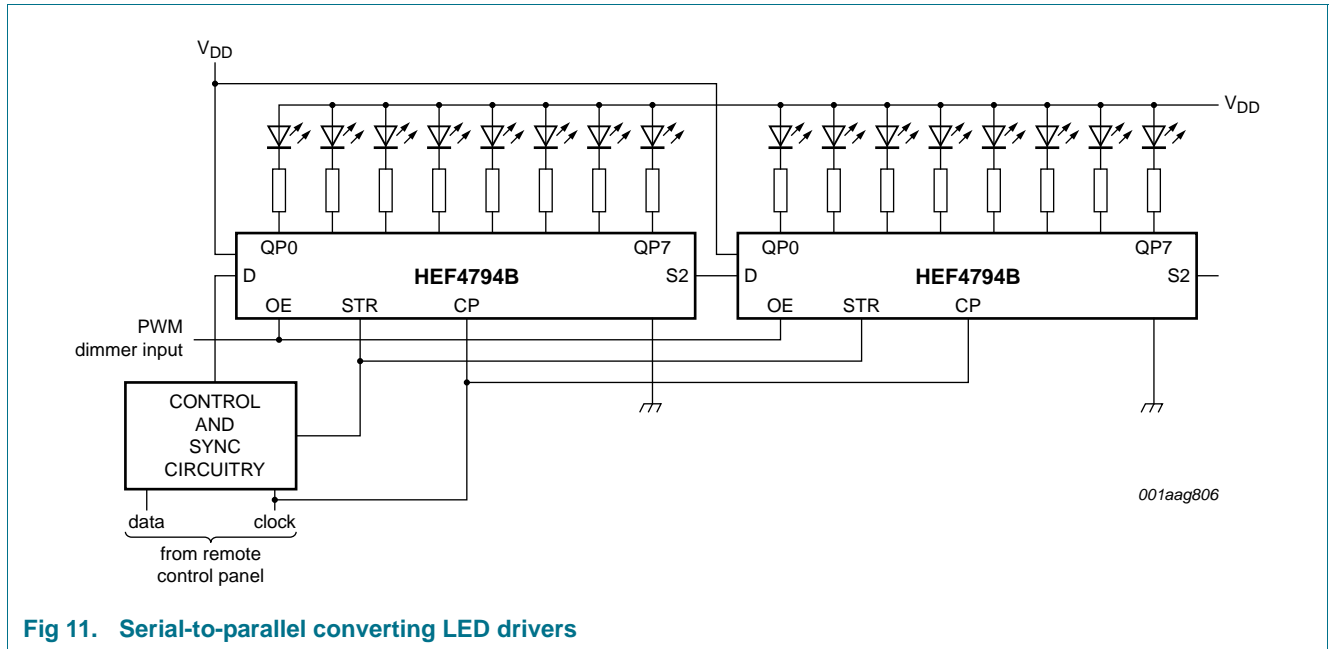 VDD
VDD
QP0 QP7 QP0 QP7
D HEF4794B S2 D HEF4794B S2
OE STR CP OE STR CP
PWM
dimmer input
CONTROL
AND
SYNC
CIRCUITRY
001aag806
data clock
from remote
control panel
Fig 11. Serial-to-parallel converting LED drivers